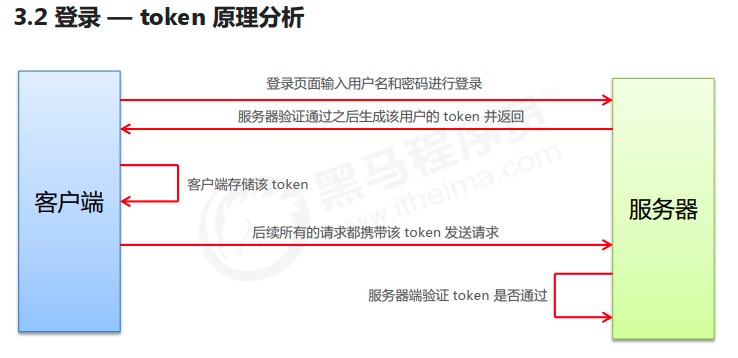 3.2 登录 — token 原理分析
登录页面输入用户名和密码进行登录
服务器验证通过之后生成该用户的 token 并返回
客户端存储该 token
客户端
服务器
后续所有的请求都携带该 token 发送请求
服务器端验证 token 是否通过
黑马程序员™
www.itheima.com